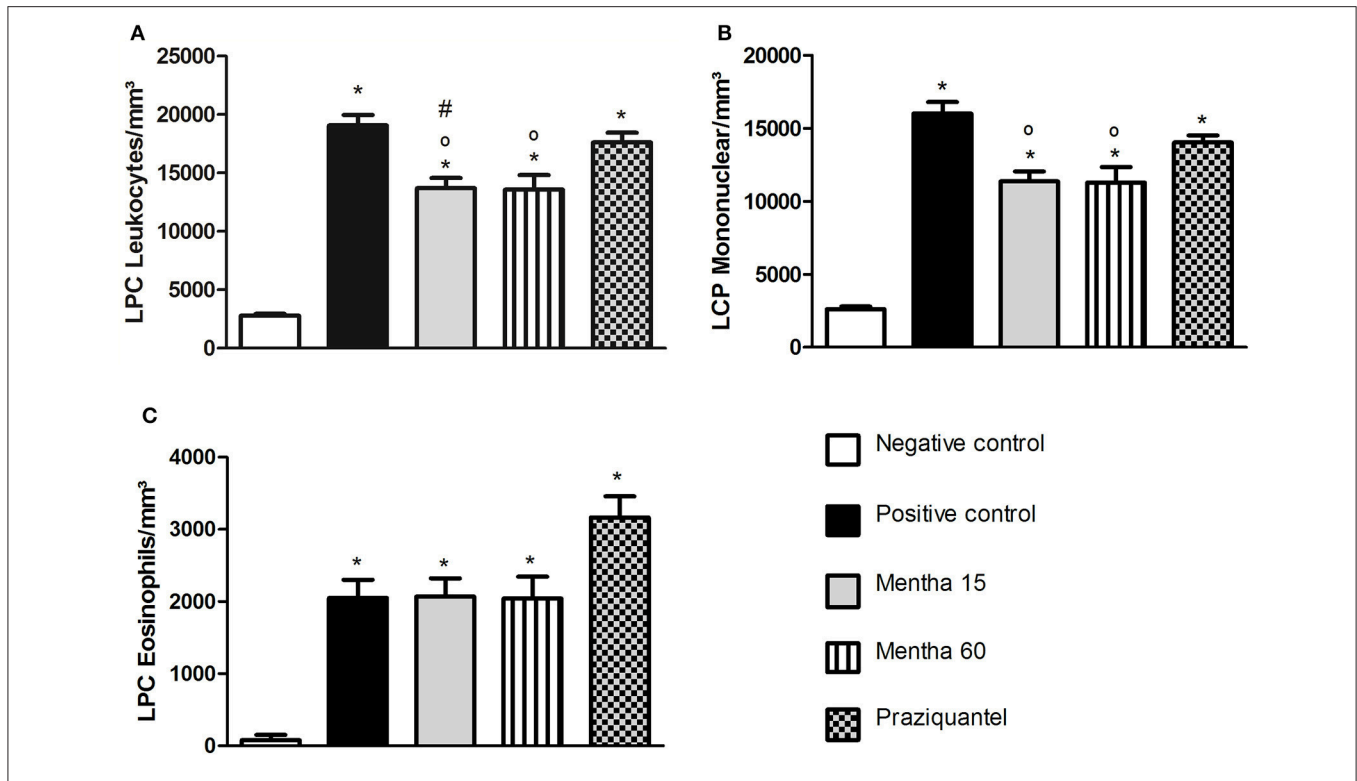 A
LPC Leukocytes/mm³
25000
20000
15000
10000
5000
0
*
#
o
*
o
*
*
B
LCP Mononuclear/mm³
20000
15000
10000
5000
0
*
o
*
o
*
*
C
LPC Eosinophils/mm³
4000
3000
2000
1000
0
*
*
*
*
Negative control
Positive control
Mentha 15
Mentha 60
Praziquantel